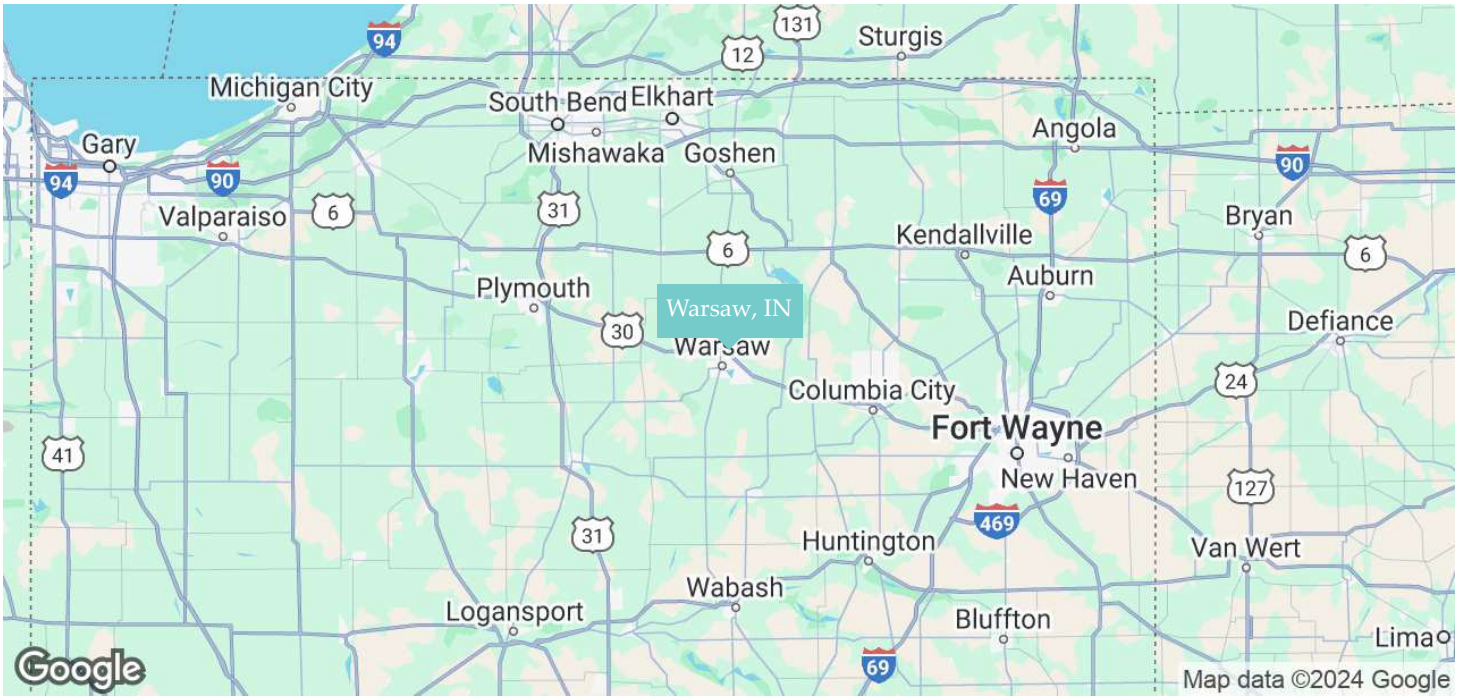 131
94
Sturgis
12
Michigan City
South Bend
Elkhart
Angola
Gary
Mishawaka
Goshen
90
94
90
69
31
6
Valparaiso
Bryan
Kendallville
6
6
Auburn
Plymouth
Warsaw, IN
Defiance
30
Warsaw
24
Columbia City
Fort Wayne
41
New Haven
127
469
31
Huntington
Van Wert
Wabash
Logansport
Bluffton
Lima
69
Google
Map data ©2024 Google